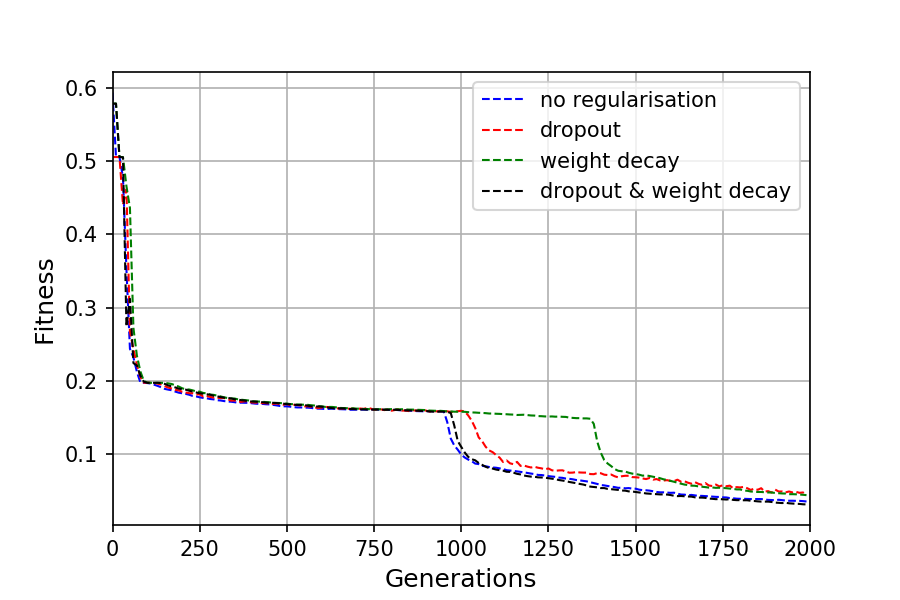 no regularisation
dropout
weight decay
dropout & weight decay
Fitness
0.6
0.5
0.4
0.3
0.2
0.1
0 250 500 750 1000 1250 1500 1750 2000
Generations